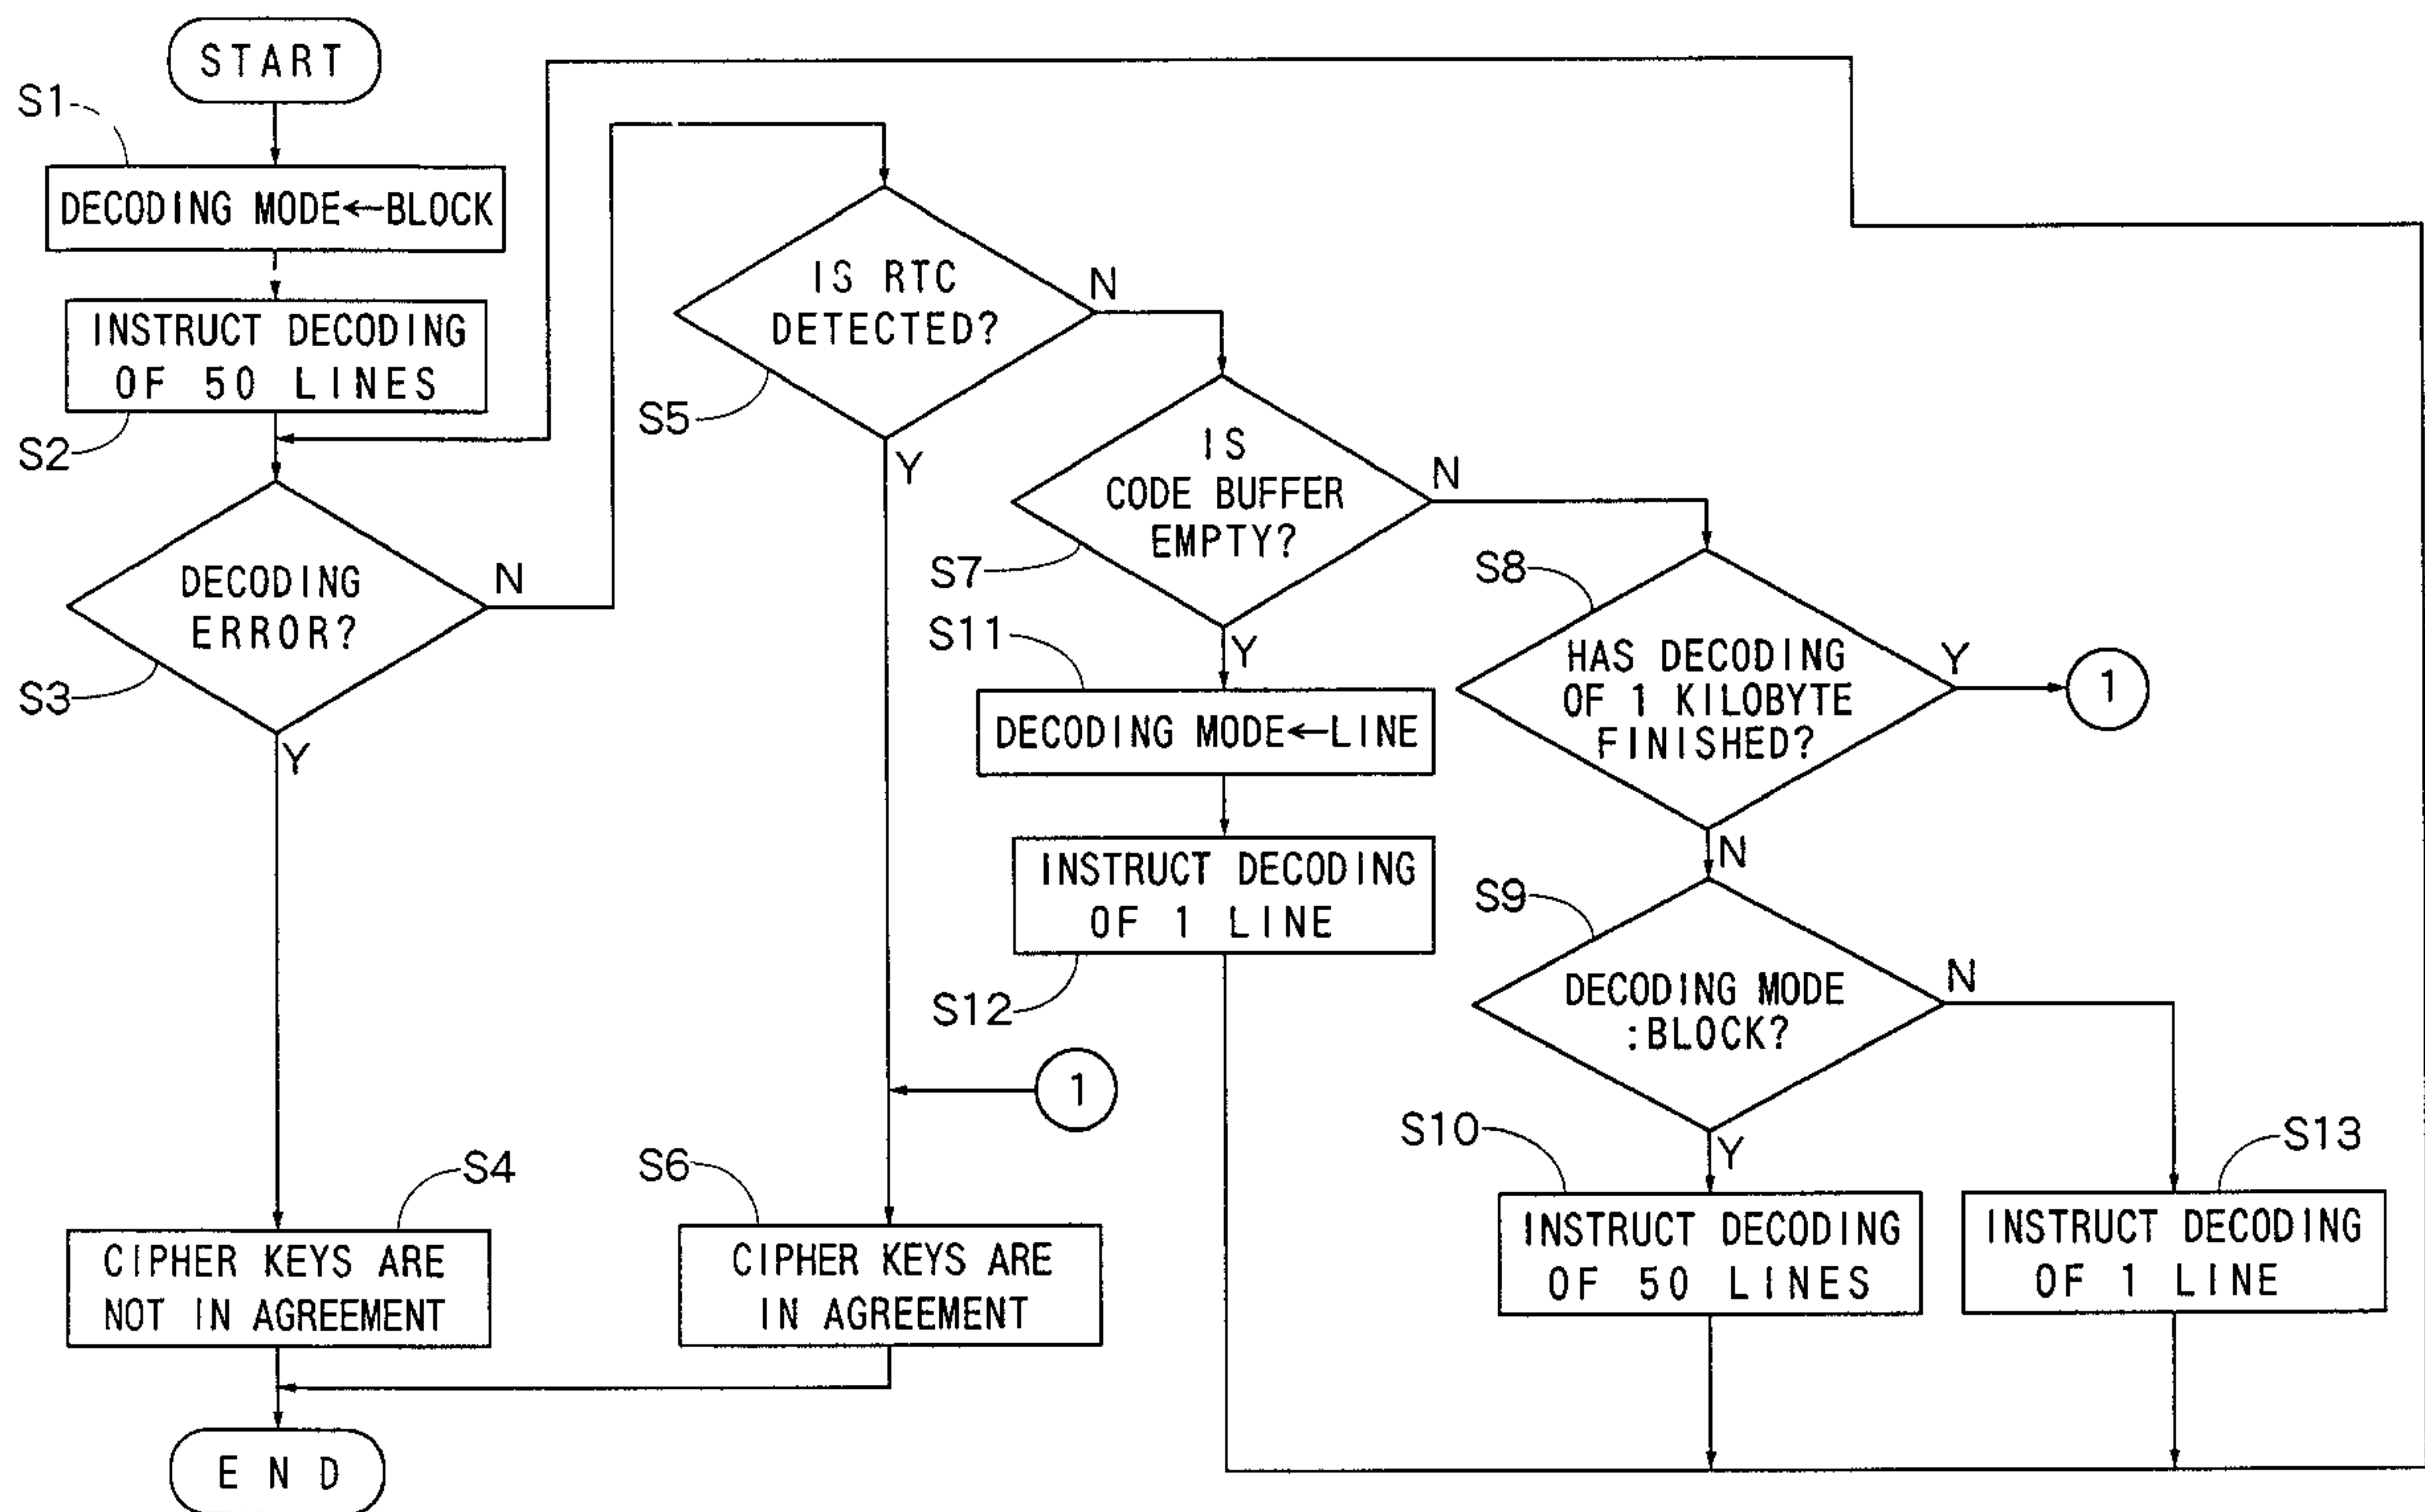 START
S1
DECODING MODE←BLOCK
INSTRUCT DECODING
OF 50 LINES
S2
DECODING
ERROR?
N
S3
Y
S4
CIPHER KEYS ARE
NOT IN AGREEMENT
END
IS RTC
DETECTED?
N
S5
Y
1
S6
CIPHER KEYS ARE
IN AGREEMENT
IS
CODE BUFFER
EMPTY?
N
S7
Y
S11
DECODING MODE←LINE
INSTRUCT DECODING
OF 1 LINE
S12
S8
HAS DECODING
OF 1 KILOBYTE
FINISHED?
Y
1
N
S9
DECODING MODE
:BLOCK?
N
Y
S10
INSTRUCT DECODING
OF 50 LINES
S13
INSTRUCT DECODING
OF 1 LINE